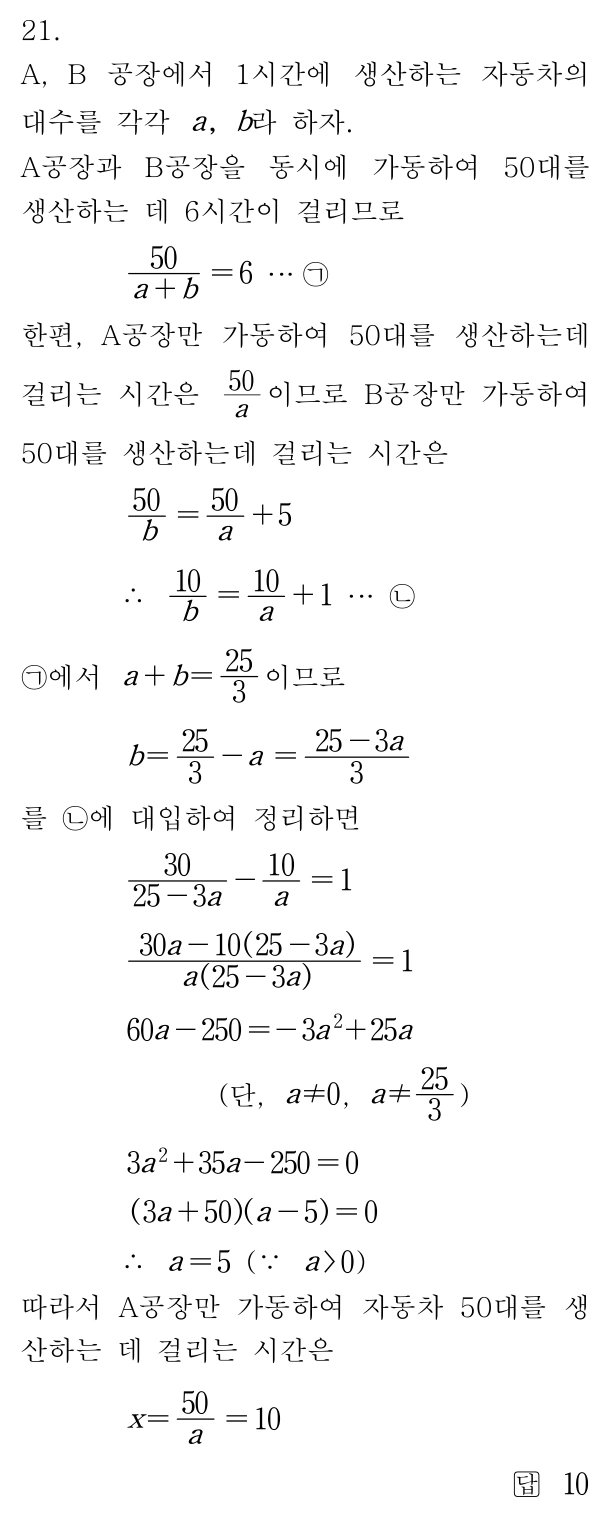 21.
A, B 공장에서 1시간에 생산하는 자동차의
대수를 각각 a, b라 하자.
A공장과 B공장을 동시에 가동하여 50대를
생산하는 데 6시간이 걸리므로
50/(a+b) =6 ⋯ ㉠
한편, A공장만 가동하여 50대를 생산하는데
걸리는 시간은 50/a 이므로 B공장만 가동하여
50대를 생산하는데 걸리는 시간은
50/b = 50/a +5
∴ 10/b = 10/a +1 ⋯ ㉡
㉠에서 a+b= 25/3 이므로
b= 25/3 −a = (25−3a)/3
를 ㉡에 대입하여 정리하면
30/(25−3a) − 10/a =1
(30a−10(25−3a))/(a(25−3a)) =1
60a−250=−3a²+25a
(단, a≠0, a≠ 25/3 )
3a²+35a−250=0
(3a+50)(a−5)=0
∴ a=5 (∵ a>0)
따라서 A공장만 가동하여 자동차 50대를 생
산하는 데 걸리는 시간은
x= 50/a =10
답 10